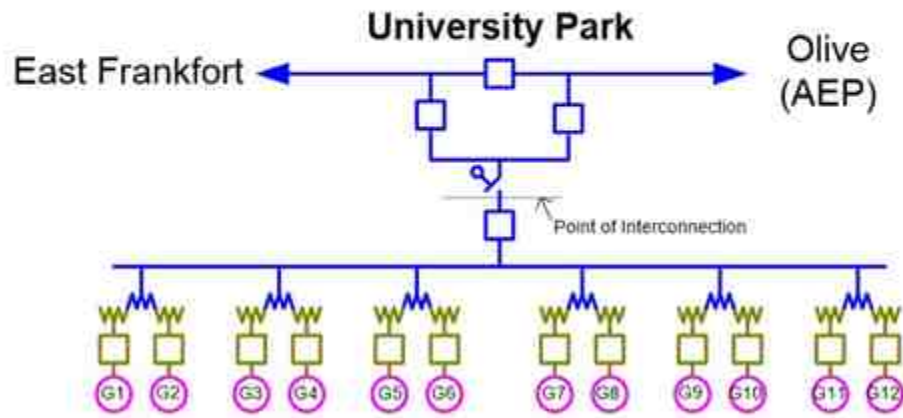 University Park
East Frankfort
Olive
(AEP)
Point of Interconnection
G1 G2 G3 G4 G5 G6 G7 G8 G9 G10 G11 G12